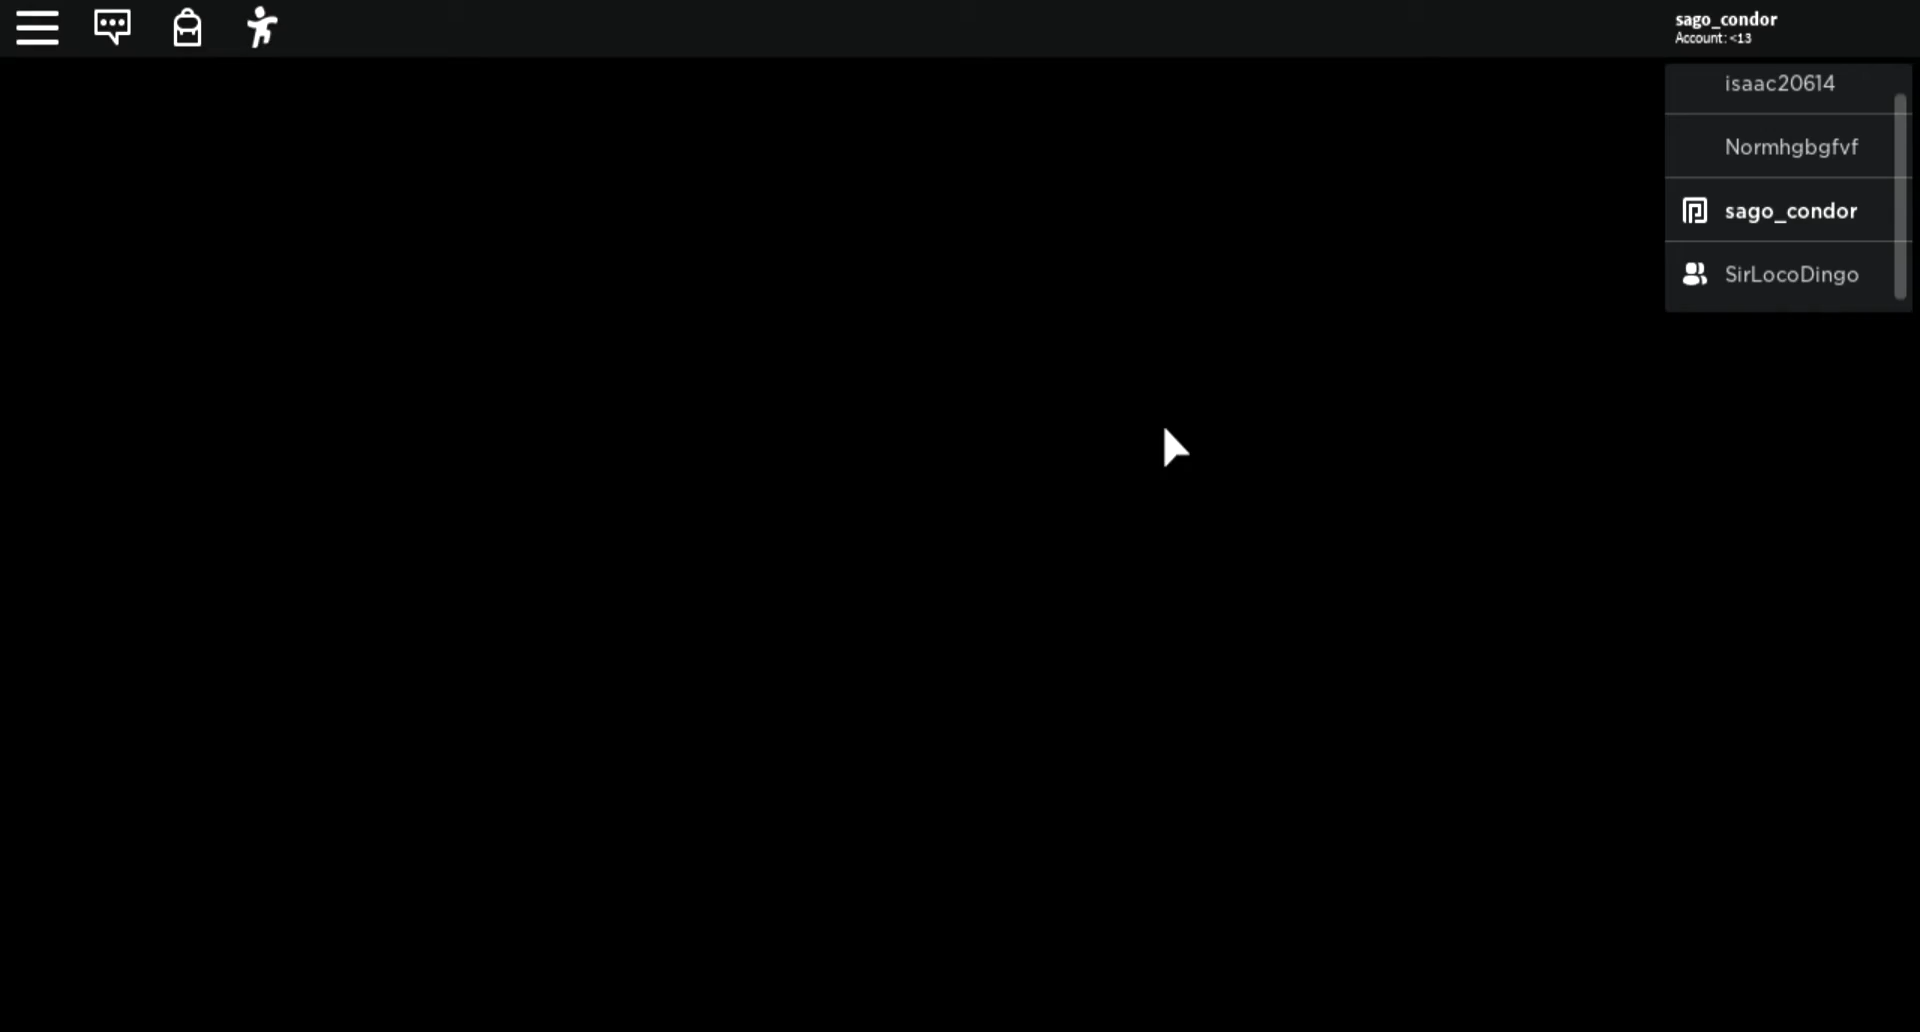 sago_condor
Account: <13
isaac20614
Normhgbgfvf
sago_condor
SirLocoDingo